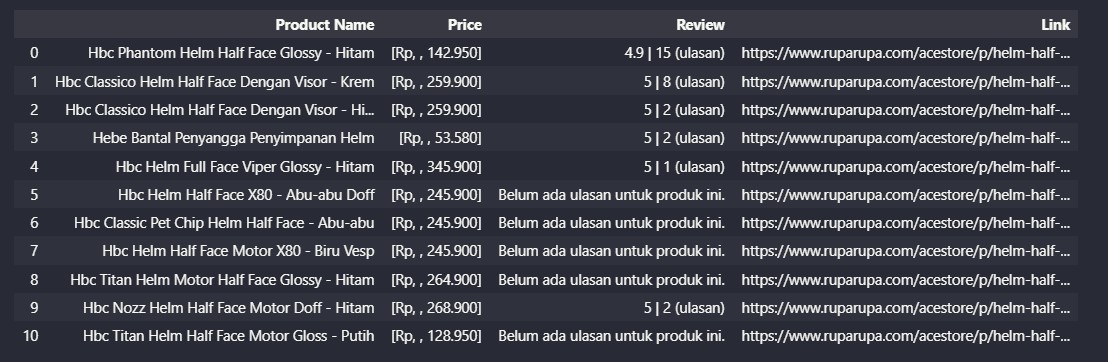 Product Name Price Review Link
0 Hbc Phantom Helm Half Face Glossy - Hitam [Rp, , 142.950] 4.9 | 15 (ulasan) https://www.ruparupa.com/acestore/p/helm-half-...
1 Hbc Classico Helm Half Face Dengan Visor - Krem [Rp, , 259.900] 5 | 8 (ulasan) https://www.ruparupa.com/acestore/p/helm-half-...
2 Hbc Classico Helm Half Face Dengan Visor - Hi... [Rp, , 259.900] 5 | 2 (ulasan) https://www.ruparupa.com/acestore/p/helm-half-...
3 Hebe Bantal Penyangga Penyimpanan Helm [Rp, , 53.580] 5 | 2 (ulasan) https://www.ruparupa.com/acestore/p/helm-half-...
4 Hbc Helm Full Face Viper Glossy - Hitam [Rp, , 345.900] 5 | 1 (ulasan) https://www.ruparupa.com/acestore/p/helm-half-...
5 Hbc Helm Half Face X80 - Abu-abu Doff [Rp, , 245.900] Belum ada ulasan untuk produk ini. https://www.ruparupa.com/acestore/p/helm-half-...
6 Hbc Classic Pet Chip Helm Half Face - Abu-abu [Rp, , 245.900] Belum ada ulasan untuk produk ini. https://www.ruparupa.com/acestore/p/helm-half-...
7 Hbc Helm Half Face Motor X80 - Biru Vesp [Rp, , 245.900] Belum ada ulasan untuk produk ini. https://www.ruparupa.com/acestore/p/helm-half-...
8 Hbc Titan Helm Motor Half Face Glossy - Hitam [Rp, , 264.900] Belum ada ulasan untuk produk ini. https://www.ruparupa.com/acestore/p/helm-half-...
9 Hbc Nozz Helm Half Face Motor Doff - Hitam [Rp, , 268.900] 5 | 2 (ulasan) https://www.ruparupa.com/acestore/p/helm-half-...
10 Hbc Titan Helm Half Face Motor Gloss - Putih [Rp, , 128.950] Belum ada ulasan untuk produk ini. https://www.ruparupa.com/acestore/p/helm-half-...